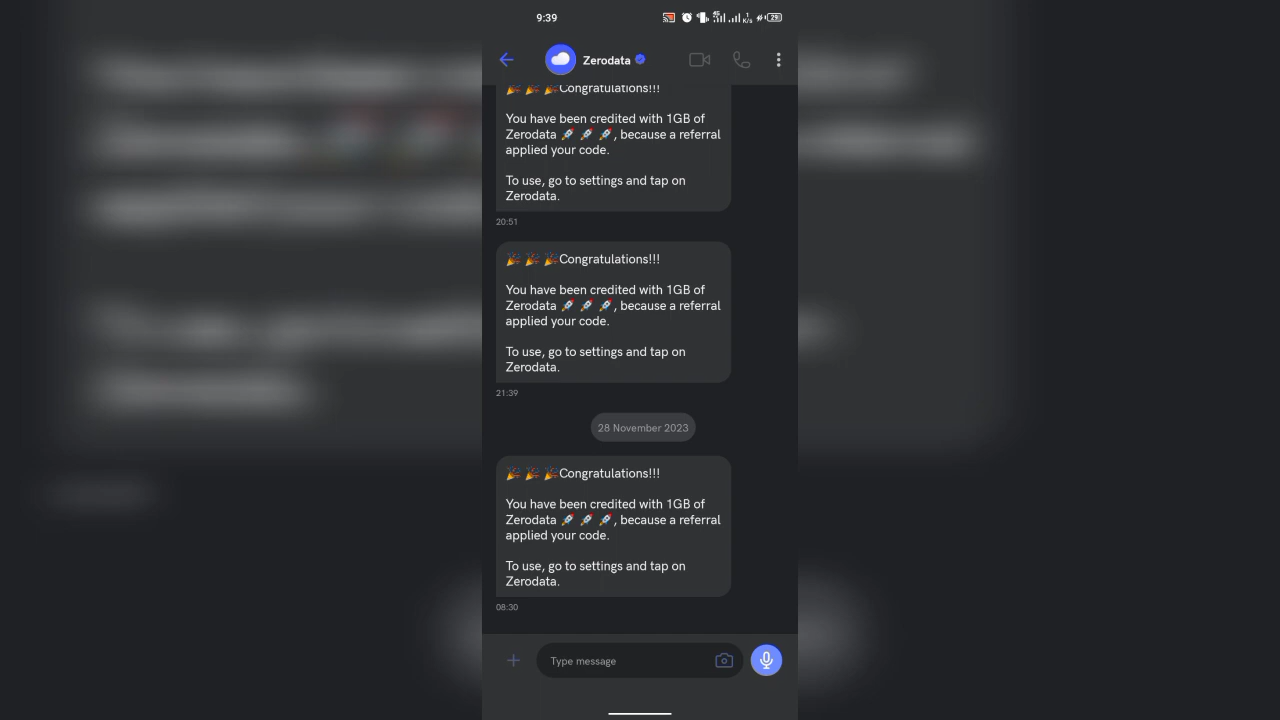 9:39
4G
1
K/s
29
Zerodata
🎉 🎉 🎉Congratulations!!!
You have been credited with 1GB of
Zerodata 🚀 🚀 🚀, because a referral
applied your code.
To use, go to settings and tap on
Zerodata.
20:51
🎉 🎉 🎉Congratulations!!!
You have been credited with 1GB of
Zerodata 🚀 🚀 🚀, because a referral
applied your code.
To use, go to settings and tap on
Zerodata.
21:39
28 November 2023
🎉 🎉 🎉Congratulations!!!
You have been credited with 1GB of
Zerodata 🚀 🚀 🚀, because a referral
applied your code.
To use, go to settings and tap on
Zerodata.
08:30
Type message